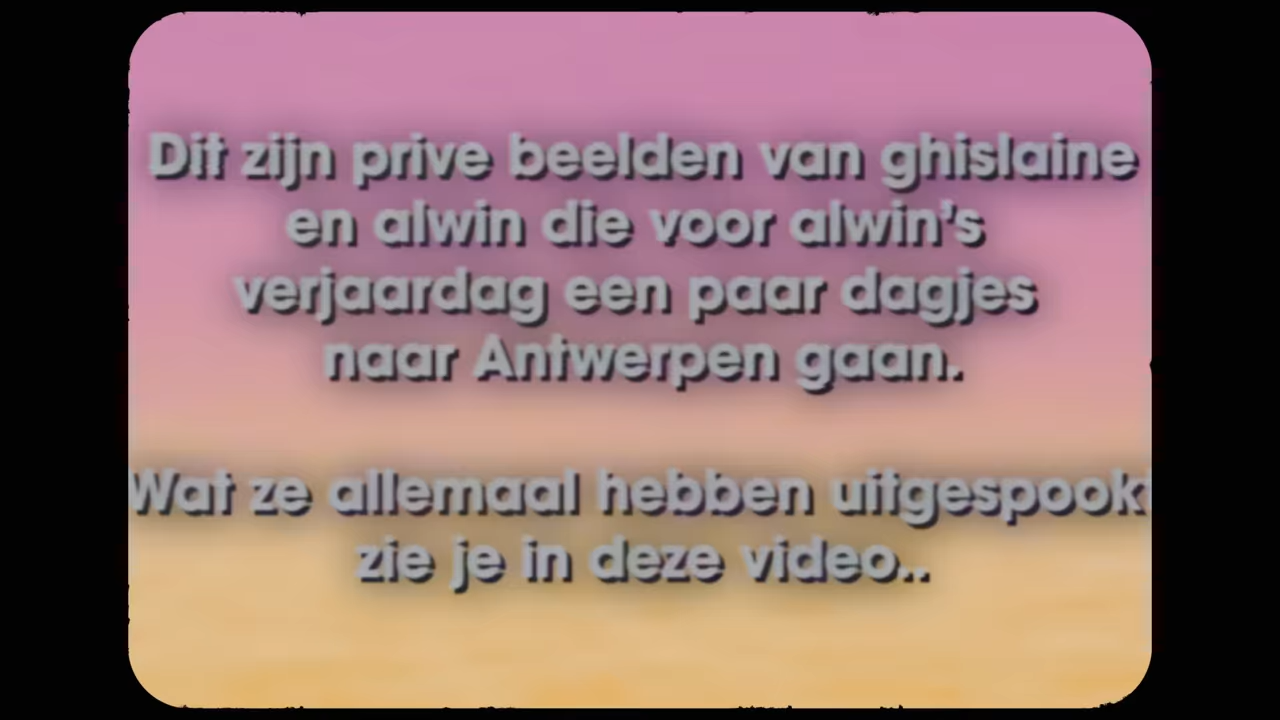 Dit zijn prive beelden van ghislaine
en alwin die voor alwin's
verjaardag een paar dagjes
naar Antwerpen gaan.
Wat ze allemaal hebben uitgespookt
zie je in deze video..